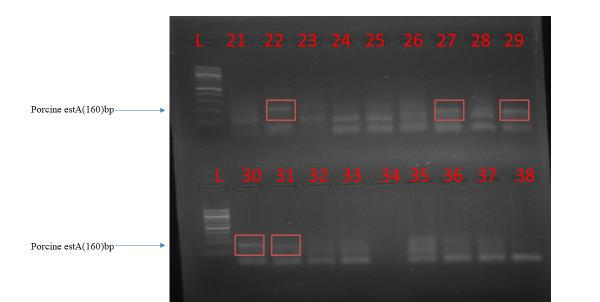 L 21 22 23 24 25 26 27 28 29
Porcine estA(160)bp
L 30 31 32 33 34 35 36 37 38
Porcine estA(160)bp